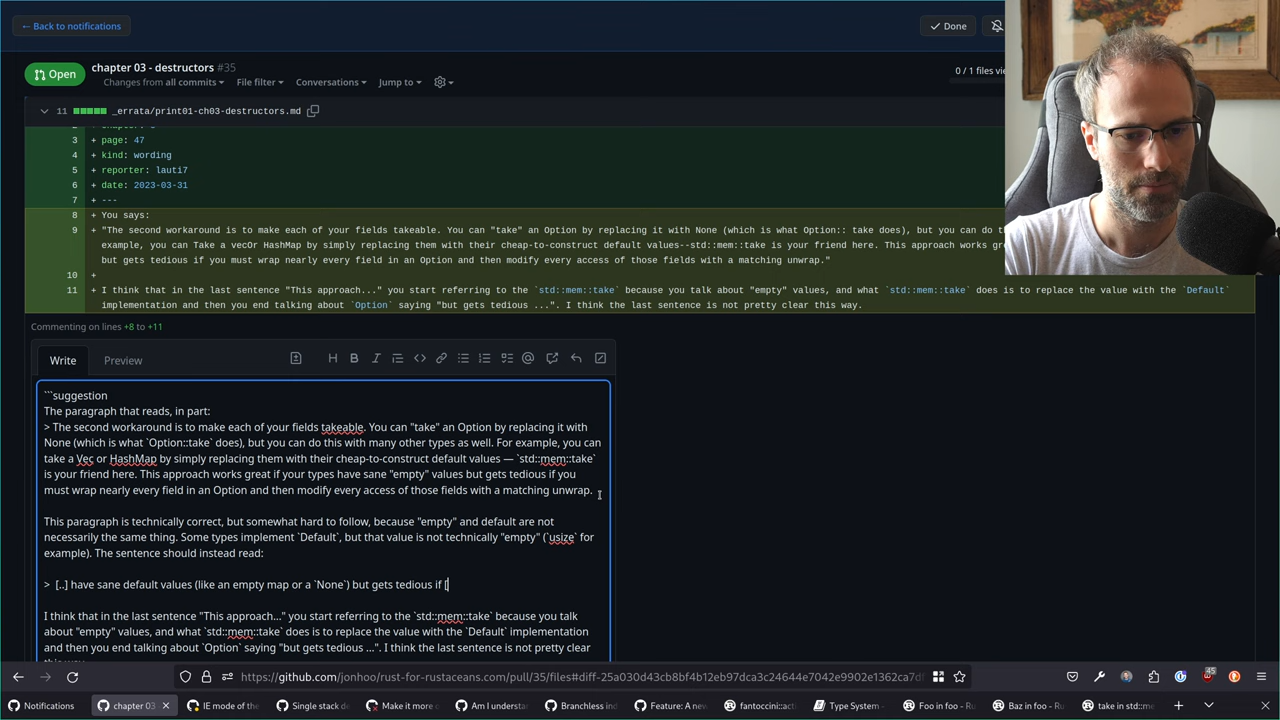 ← Back to notifications
Done
Open
chapter 03 - destructors #35
Changes from all commits
File filter
Conversations
Jump to
0 / 1 files
11
_errata/print01-ch03-destructors.md
3 + page: 47
4 + kind: wording
5 + reporter: lauti7
6 + date: 2023-03-31
7 + ---
8 + You says:
9 + "The second workaround is to make each of your fields takeable. You can "take" an Option by replacing it with None (which is what Option:: take does), but you can do th
example, you can Take a vecOr HashMap by simply replacing them with their cheap-to-construct default values--std::mem::take is your friend here. This approach works gre
but gets tedious if you must wrap nearly every field in an Option and then modify every access of those fields with a matching unwrap."
10 +
11 + I think that in the last sentence "This approach..." you start referring to the `std::mem::take` because you talk about "empty" values, and what `std::mem::take` does is to replace the value with the `Default`
implementation and then you end talking about `Option` saying "but gets tedious ...". I think the last sentence is not pretty clear this way.
Commenting on lines +8 to +11
Write
Preview
```suggestion
The paragraph that reads, in part:
> The second workaround is to make each of your fields takeable. You can "take" an Option by replacing it with
None (which is what `Option::take` does), but you can do this with many other types as well. For example, you can
take a Vec or HashMap by simply replacing them with their cheap-to-construct default values — `std::mem::take`
is your friend here. This approach works great if your types have sane "empty" values but gets tedious if you
must wrap nearly every field in an Option and then modify every access of those fields with a matching unwrap.
This paragraph is technically correct, but somewhat hard to follow, because "empty" and default are not
necessarily the same thing. Some types implement `Default`, but that value is not technically "empty" (`usize` for
example). The sentence should instead read:
> [..] have sane default values (like an empty map or a `None`) but gets tedious if [
I think that in the last sentence "This approach..." you start referring to the `std::mem::take` because you talk
about "empty" values, and what `std::mem::take` does is to replace the value with the `Default` implementation
and then you end talking about `Option` saying "but gets tedious ...". I think the last sentence is not pretty clear
https://github.com/jonhoo/rust-for-rustaceans.com/pull/35/files#diff-25a030d43cb8bf4b12eb97dca3c24644e7042e9902e1362ca7d
45
Notifications
chapter 03
IE mode of the
Single stack de
Make it more c
Am I understa
Branchless ind
Feature: A new
fantoccini::acti
Type System (
Foo in foo - Ru
Baz in foo - Ru
take in std::me